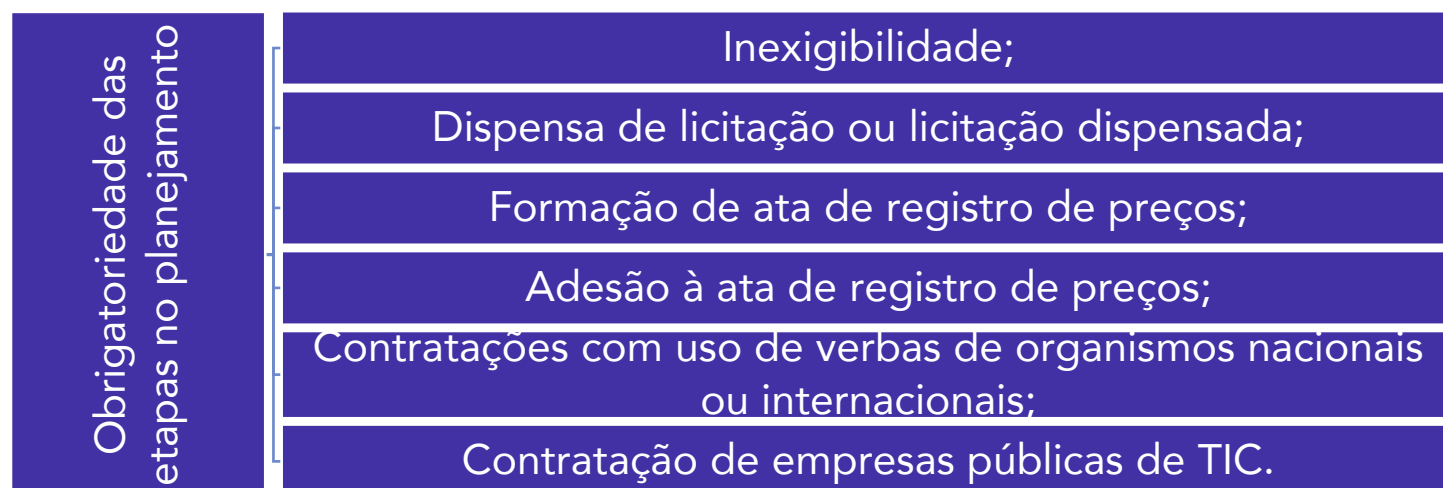 Obrigatoriedade das
etapas no planejamento
Inexigibilidade;
Dispensa de licitação ou licitação dispensada;
Formação de ata de registro de preços;
Adesão à ata de registro de preços;
Contratações com uso de verbas de organismos nacionais
ou internacionais;
Contratação de empresas públicas de TIC.